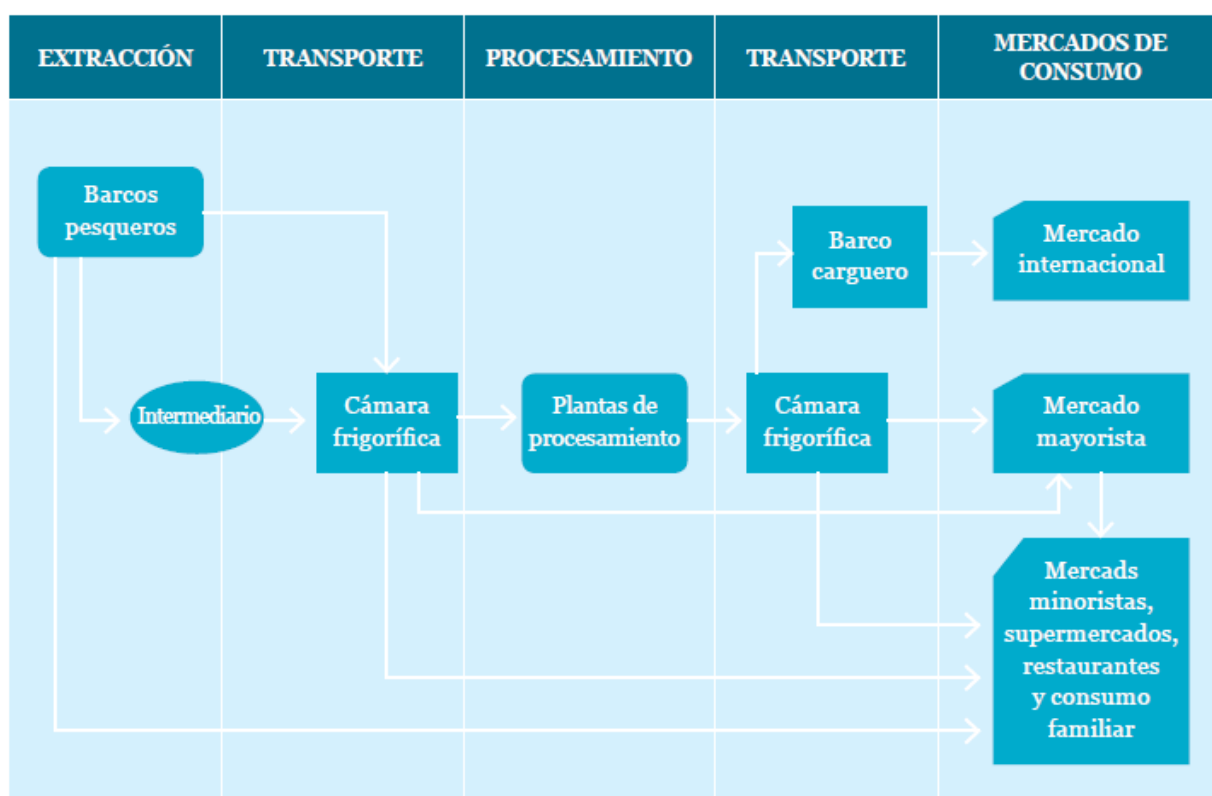 EXTRACCIÓN
TRANSPORTE
PROCESAMIENTO
TRANSPORTE
MERCADOS DE
CONSUMO
Barcos
pesqueros
Barco
carguero
Mercado
internacional
Intermediario
Cámara
frigorífica
Plantas de
procesamiento
Cámara
frigorífica
Mercado
mayorista
Mercads
minoristas,
supermercados,
restaurantes
y consumo
familiar